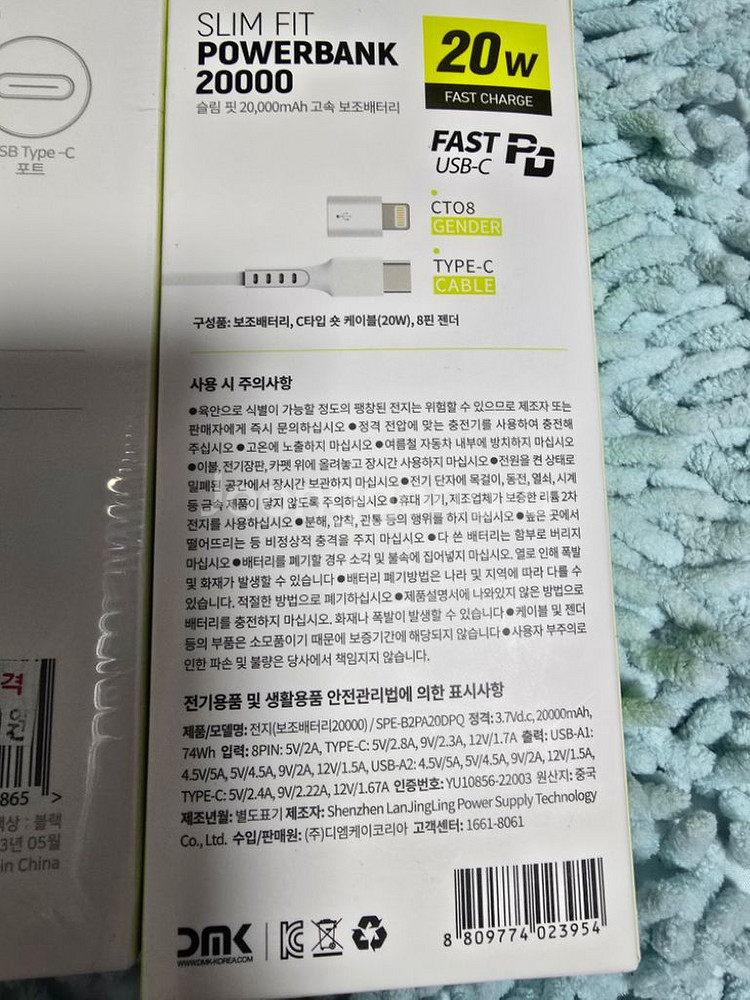 SLIM FIT
POWERBANK
20000
슬림 핏 20,000mAh 고속 보조배터리
20W
FAST CHARGE
FAST PD
USB-C
SB Type-C
포트
CTO8
GENDER
TYPE-C
CABLE
구성품: 보조배터리, C타입 숏 케이블(20W), 8핀 젠더
사용 시 주의사항
●육안으로 식별이 가능할 정도의 팽창된 전지는 위험할 수 있으므로 제조자 또는
판매자에게 즉시 문의하십시오 ●정격 전압에 맞는 충전기를 사용하여 충전해
주십시오 ●고온에 노출하지 마십시오 ●여름철 자동차 내부에 방치하지 마십시오
●이불, 전기장판, 카펫 위에 올려놓고 장시간 사용하지 마십시오 ●전원을 켠 상태로
밀폐된 공간에서 장시간 보관하지 마십시오 ●전기 단자에 목걸이, 동전, 열쇠, 시계
등 금속 제품이 닿지 않도록 주의하십시오 ●휴대 기기, 제조업체가 보증한 리튬 2차
전지를 사용하십시오 ●분해, 압착, 관통 등의 행위를 하지 마십시오 ●높은 곳에서
떨어뜨리는 등 비정상적 충격을 주지 마십시오 ●다 쓴 배터리는 함부로 버리지
마십시오 ●배터리를 폐기할 경우 소각 및 불속에 집어넣지 마십시오. 열로 인해 폭발
및 화재가 발생할 수 있습니다 ●배터리 폐기방법은 나라 및 지역에 따라 다를 수
있습니다. 적절한 방법으로 폐기하십시오 ●제품설명서에 나와있지 않은 방법으로
배터리를 충전하지 마십시오. 화재나 폭발이 발생할 수 있습니다 ●케이블 및 젠더
등의 부품은 소모품이기 때문에 보증기간에 해당되지 않습니다 ●사용자 부주의로
인한 파손 및 불량은 당사에서 책임지지 않습니다.
전기용품 및 생활용품 안전관리법에 의한 표시사항
제품/모델명: 전지(보조배터리20000) / SPE-B2PA20DPQ 정격: 3.7Vd.c, 20000mAh,
74Wh 입력: 8PIN: 5V/2A, TYPE-C: 5V/2.8A, 9V/2.3A, 12V/1.7A 출력: USB-A1:
4.5V/5A, 5V/4.5A, 9V/2A, 12V/1.5A, USB-A2: 4.5V/5A, 5V/4.5A, 9V/2A, 12V/1.5A,
TYPE-C: 5V/2.4A, 9V/2.22A, 12V/1.67A 인증번호: YU10856-22003 원산지: 중국
제조년월: 별도표기 제조자: Shenzhen LanJingLing Power Supply Technology
Co., Ltd. 수입/판매원: (주)디엠케이코리아 고객센터: 1661-8061
격
원
865 >
색상 : 블랙
3년 05월
in China
DMK
WWW.DMK-KOREA.COM
8 809774 023954